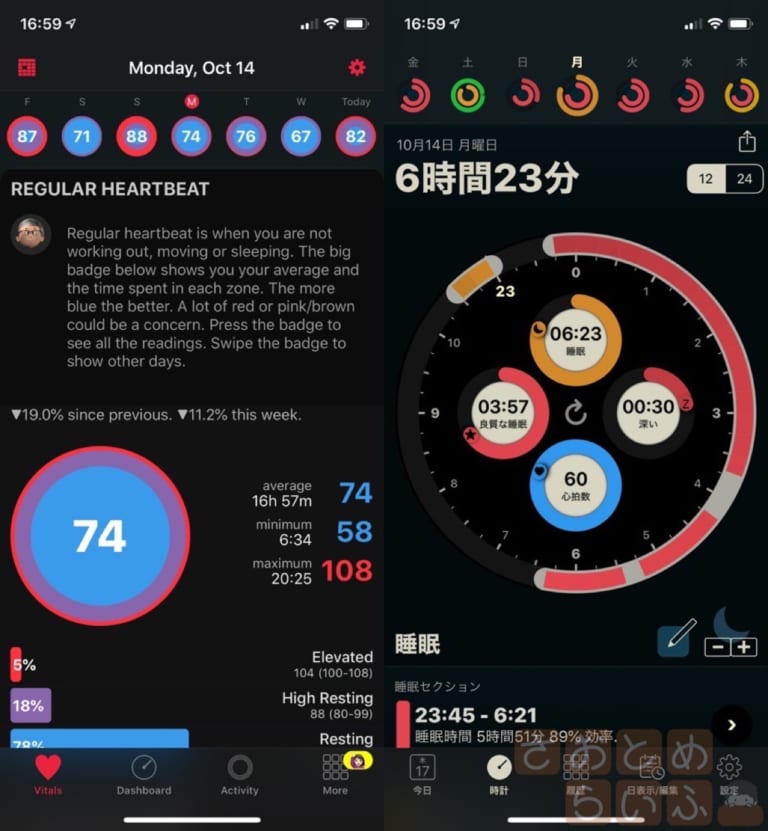 16:59
Monday, Oct 14
F S S M T W Today
87 71 88 74 76 67 82
REGULAR HEARTBEAT
Regular heartbeat is when you are not
working out, moving or sleeping. The big
badge below shows you your average and
the time spent in each zone. The more
blue the better. A lot of red or pink/brown
could be a concern. Press the badge to
see all the readings. Swipe the badge to
show other days.
▼19.0% since previous. ▼11.2% this week.
74
average
16h 57m 74
minimum
6:34 58
maximum
20:25 108
5% Elevated
104 (100-108)
18% High Resting
88 (80-99)
78% Resting
Vitals Dashboard Activity More
16:59
金 土 日 月 火 水 木
10月14日 月曜日
6時間23分
12 24
0
1
2
3
4
5
6
7
8
9
10
23
06:23
睡眠
03:57
良質な睡眠
00:30
深い
Z
60
心拍数
睡眠
睡眠セクション
23:45 - 6:21
睡眠時間 5時間51分 89% 効率.
木
17
今日 時計 履歴 日表示/編集 設定
さおとめ
らいふ